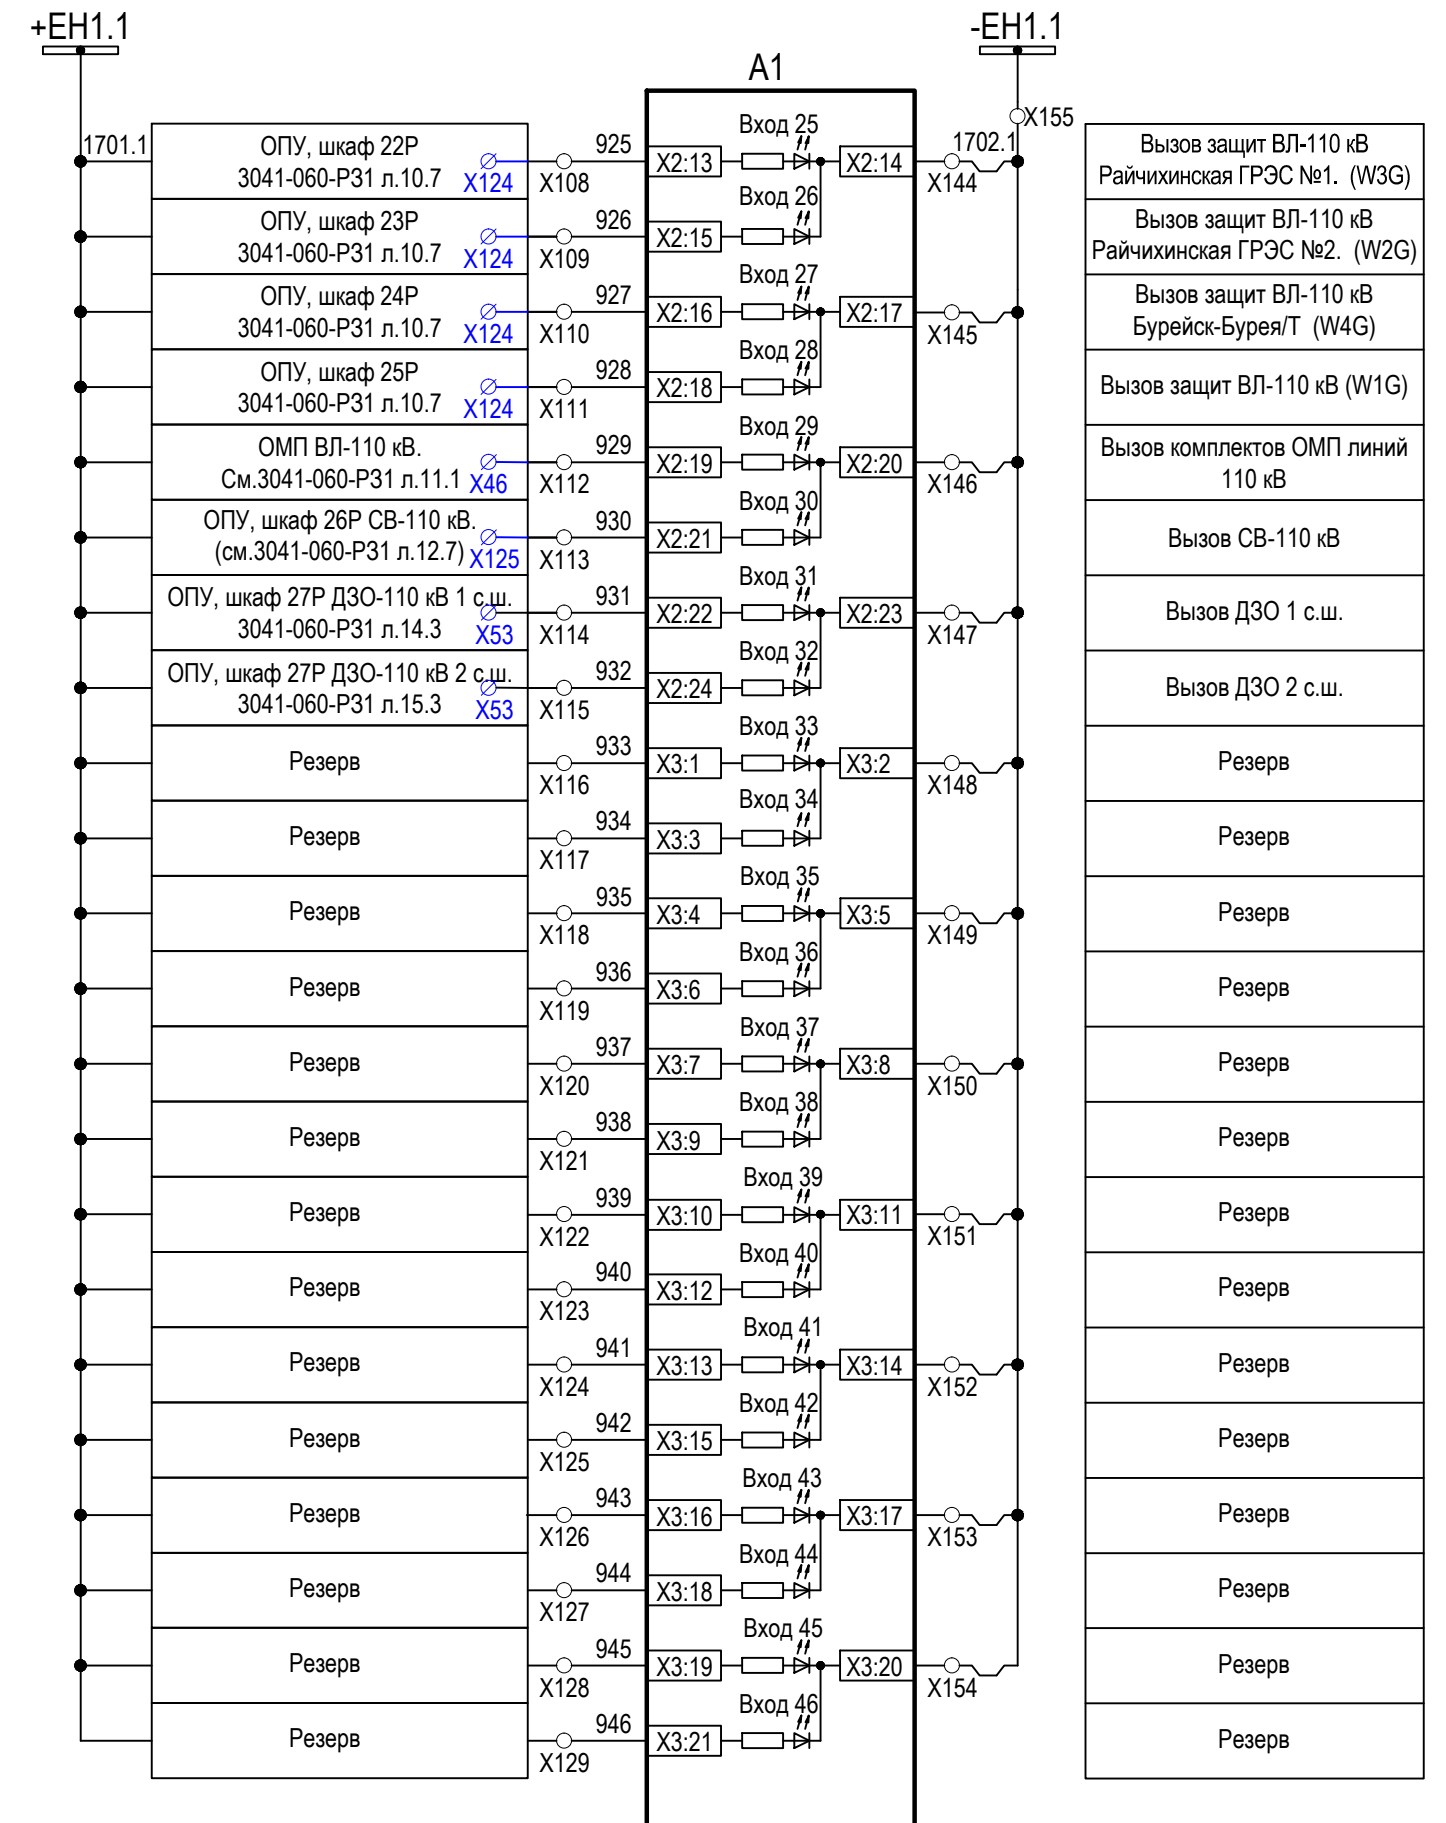 +EH1.1
-EH1.1
A1
X155
1701.1
ОПУ, шкаф 22Р
3041-060-РЗ1 л.10.7
X124
X108
925
X2:13
Вход 25
X2:14
1702.1
X144
Вызов защит ВЛ-110 кВ
Райчихинская ГРЭС №1. (W3G)
ОПУ, шкаф 23Р
3041-060-РЗ1 л.10.7
X124
X109
926
X2:15
Вход 26
Вызов защит ВЛ-110 кВ
Райчихинская ГРЭС №2. (W2G)
ОПУ, шкаф 24Р
3041-060-РЗ1 л.10.7
X124
X110
927
X2:16
Вход 27
X2:17
X145
Вызов защит ВЛ-110 кВ
Бурейск-Бурея/Т (W4G)
ОПУ, шкаф 25Р
3041-060-РЗ1 л.10.7
X124
X111
928
X2:18
Вход 28
Вызов защит ВЛ-110 кВ (W1G)
ОМП ВЛ-110 кВ.
См.3041-060-РЗ1 л.11.1
X46
X112
929
X2:19
Вход 29
X2:20
X146
Вызов комплектов ОМП линий
110 кВ
ОПУ, шкаф 26Р СВ-110 кВ.
(см.3041-060-РЗ1 л.12.7)
X125
X113
930
X2:21
Вход 30
Вызов СВ-110 кВ
ОПУ, шкаф 27Р ДЗО-110 кВ 1 с.ш.
3041-060-РЗ1 л.14.3
X53
X114
931
X2:22
Вход 31
X2:23
X147
Вызов ДЗО 1 с.ш.
ОПУ, шкаф 27Р ДЗО-110 кВ 2 с.ш.
3041-060-РЗ1 л.15.3
X53
X115
932
X2:24
Вход 32
Вызов ДЗО 2 с.ш.
Резерв
X116
933
X3:1
Вход 33
X3:2
X148
Резерв
Резерв
X117
934
X3:3
Вход 34
Резерв
Резерв
X118
935
X3:4
Вход 35
X3:5
X149
Резерв
Резерв
X119
936
X3:6
Вход 36
Резерв
Резерв
X120
937
X3:7
Вход 37
X3:8
X150
Резерв
Резерв
X121
938
X3:9
Вход 38
Резерв
Резерв
X122
939
X3:10
Вход 39
X3:11
X151
Резерв
Резерв
X123
940
X3:12
Вход 40
Резерв
Резерв
X124
941
X3:13
Вход 41
X3:14
X152
Резерв
Резерв
X125
942
X3:15
Вход 42
Резерв
Резерв
X126
943
X3:16
Вход 43
X3:17
X153
Резерв
Резерв
X127
944
X3:18
Вход 44
Резерв
Резерв
X128
945
X3:19
Вход 45
X3:20
X154
Резерв
Резерв
X129
946
X3:21
Вход 46
Резерв